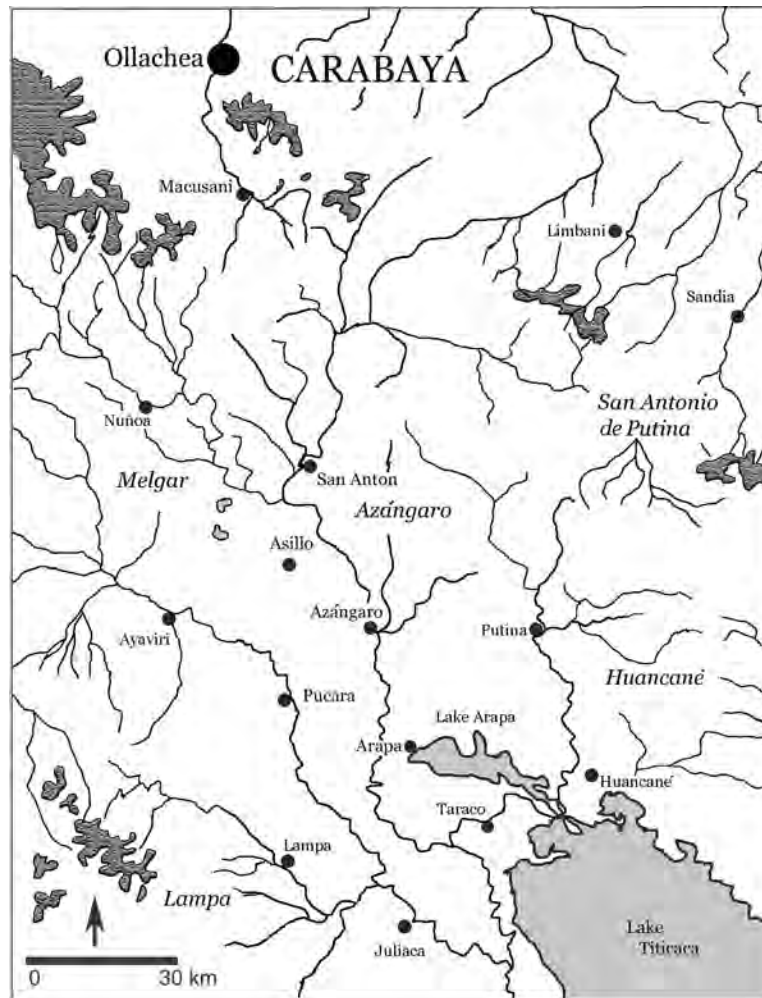 Ollachea
CARABAYA
Macusani
Limbani
Sandia
Nuñoa
San Antonio
de Putina
Melgar
San Anton
Azángaro
Asillo
Azángaro
Ayaviri
Putina
Huancané
Pucara
Lake Arapa
Arapa
Huancané
Taraco
Lampa
Lampa
Lake
Titicaca
Juliaca
0 30 km